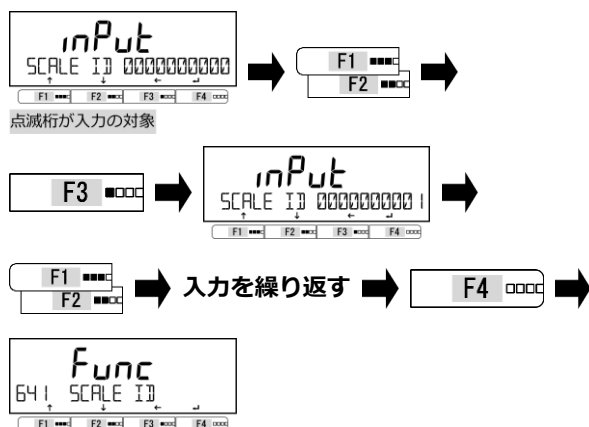 inPut
SCALE ID 0000000000
↑ ↓ ← ↵
F1 F2 F3 F4
F1
F2
点滅桁が入力の対象
F3
inPut
SCALE ID 0000000001
↑ ↓ ← ↵
F1 F2 F3 F4
F1
F2
入力を繰り返す
F4
Func
641 SCALE ID
↑ ↓ ← ↵
F1 F2 F3 F4